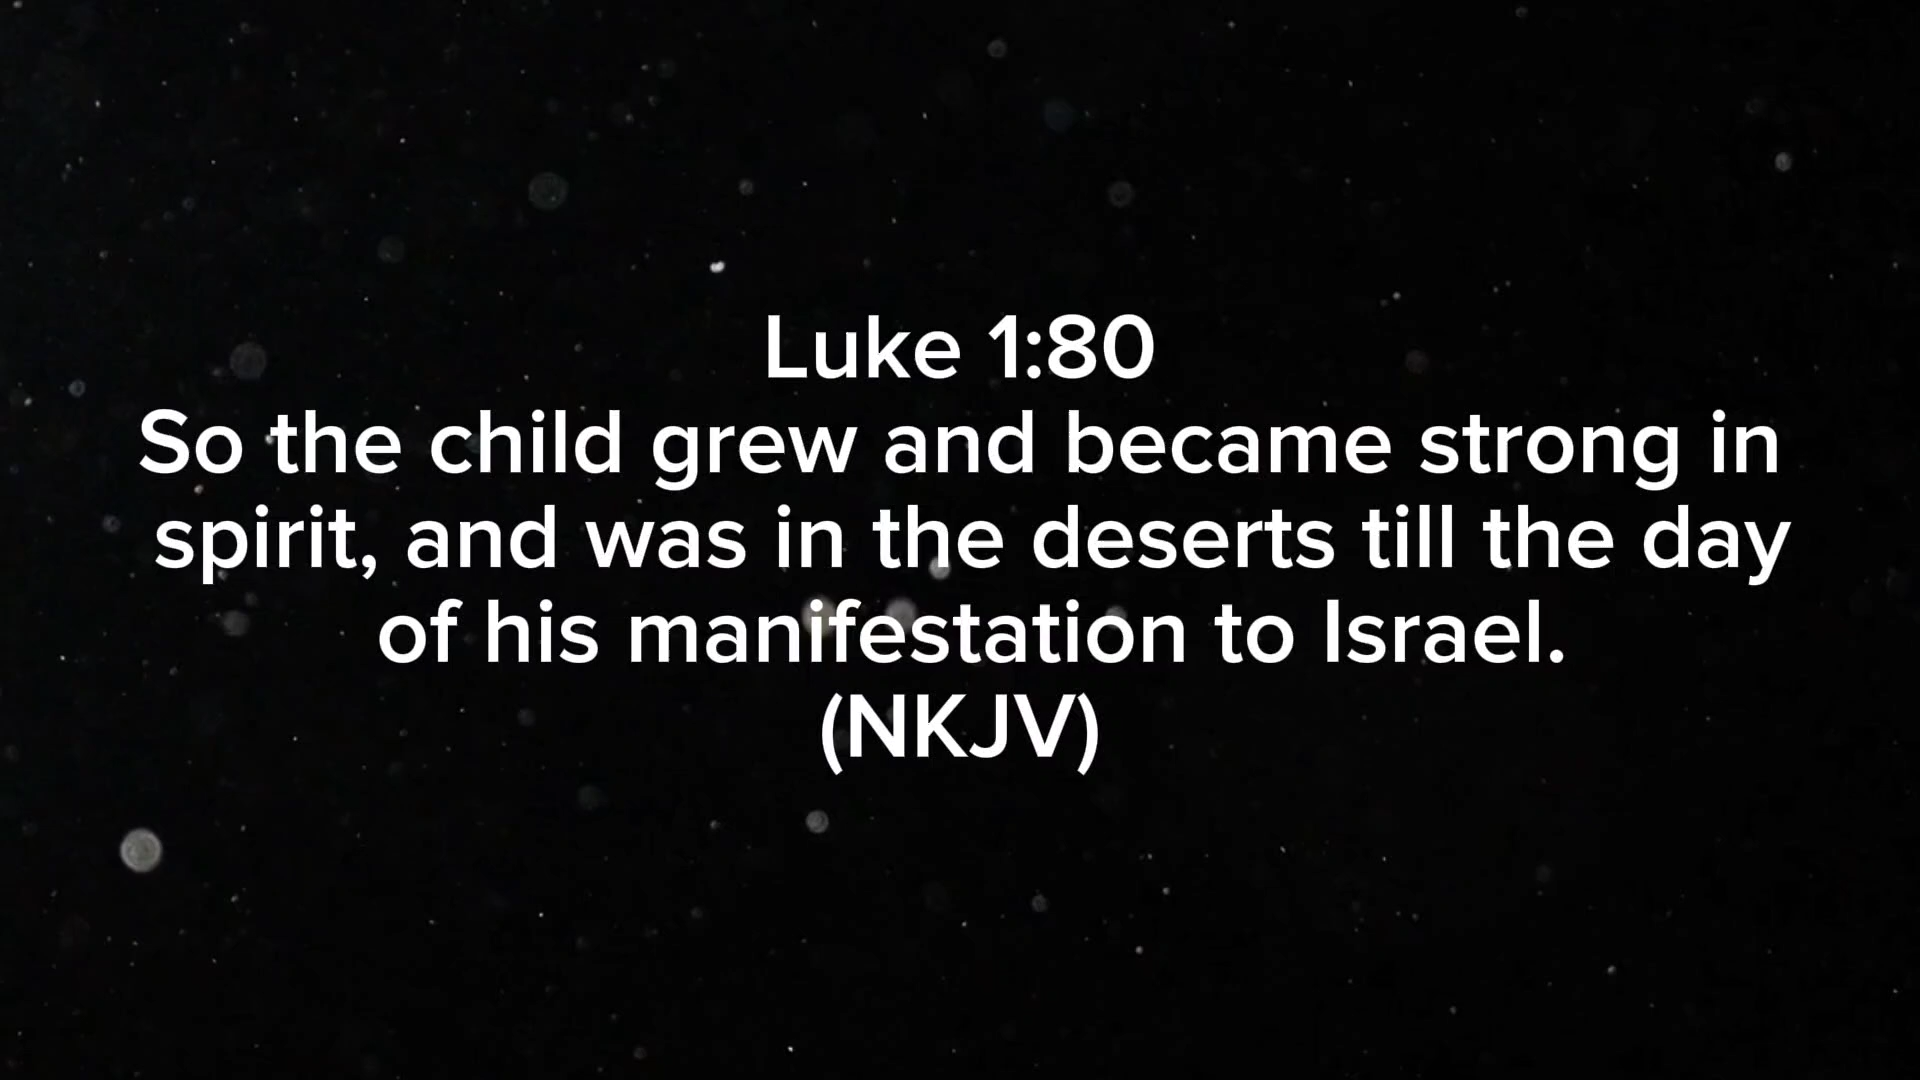 Luke 1:80
So the child grew and became strong in
spirit, and was in the deserts till the day
of his manifestation to Israel.
(NKJV)